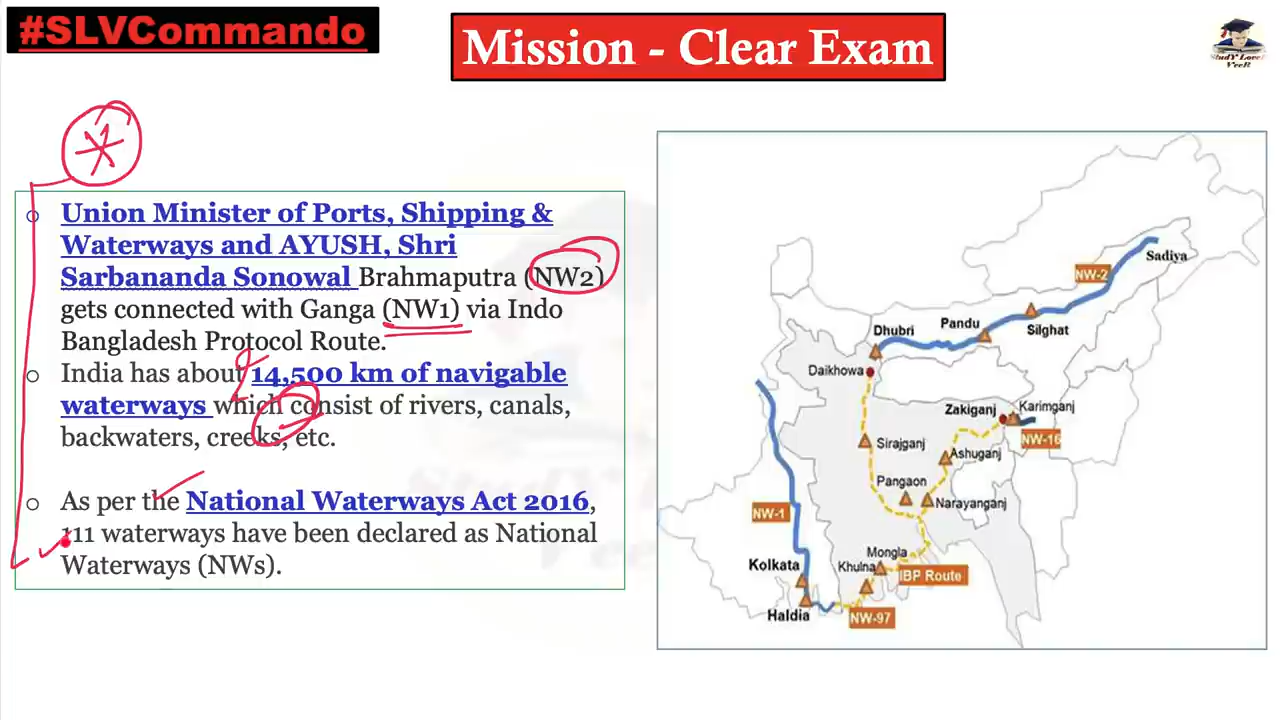 #SLVCommando
Mission - Clear Exam
StudY LoveR
VeeR
Union Minister of Ports, Shipping &
Waterways and AYUSH, Shri
Sarbananda Sonowal Brahmaputra (NW2)
gets connected with Ganga (NW1) via Indo
Bangladesh Protocol Route.
India has about 14,500 km of navigable
waterways which consist of rivers, canals,
backwaters, creeks, etc.
As per the National Waterways Act 2016,
111 waterways have been declared as National
Waterways (NWs).
Sadiya
NW-2
Pandu
Silghat
Dhubri
Daikhowa
Zakiganj
Karimganj
NW-16
Sirajganj
Ashuganj
Pangaon
Narayanganj
NW-1
Mongla
Kolkata
Khulna
IBP Route
Haldia
NW-97